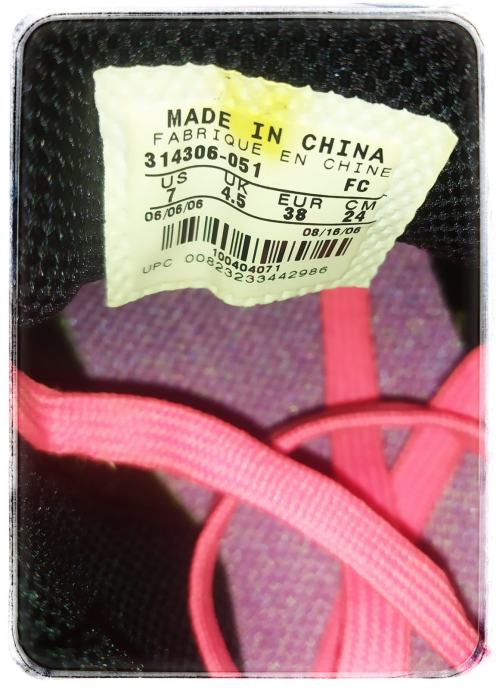 MADE IN CHINA
FABRIQUE EN CHINE
314306-051 FC
US UK EUR CM
7 4.5 38 24
06/06/06 08/16/06
100404071
UPC 00823233442986